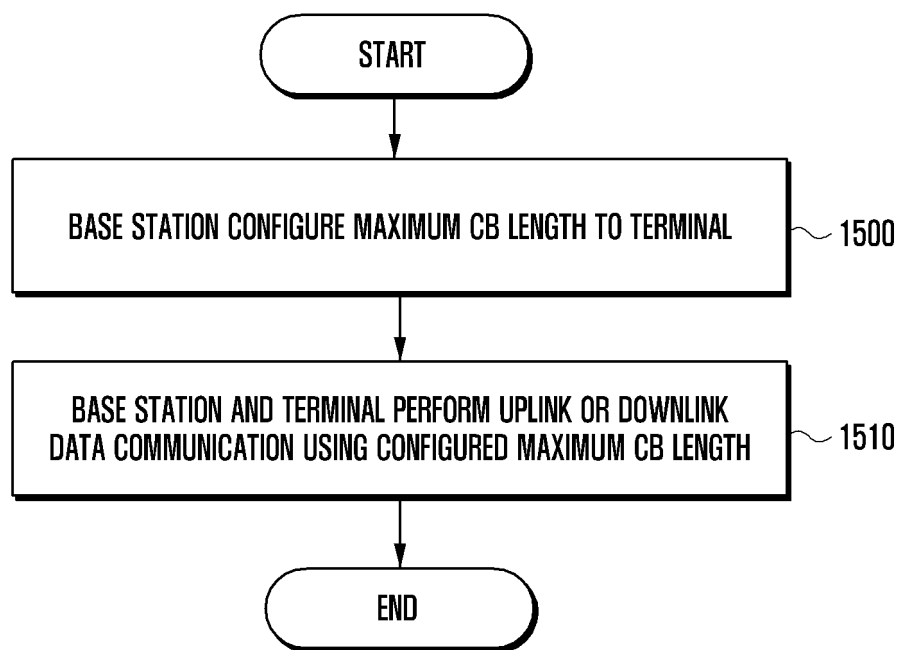 START
BASE STATION CONFIGURE MAXIMUM CB LENGTH TO TERMINAL
1500
BASE STATION AND TERMINAL PERFORM UPLINK OR DOWNLINK
DATA COMMUNICATION USING CONFIGURED MAXIMUM CB LENGTH
1510
END